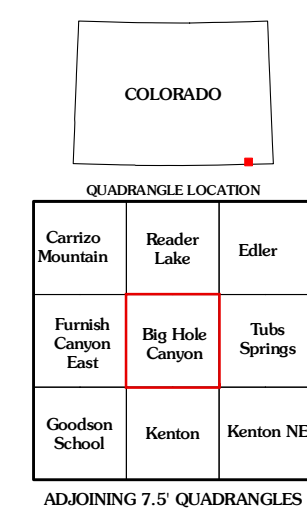 COLORADO
QUADRANGLE LOCATION
Carrizo
Mountain
Reader
Lake
Edler
Furnish
Canyon
East
Big Hole
Canyon
Tubs
Springs
Goodson
School
Kenton
Kenton NE
ADJOINING 7.5' QUADRANGLES